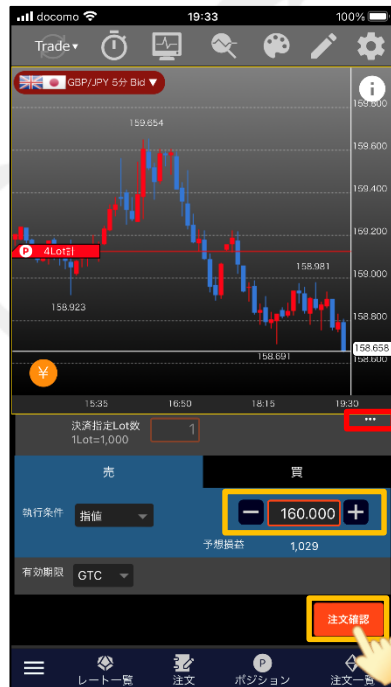 docomo 19:33 100%
Trade
GBP/JPY 5分 Bid ▼
159.800
159.654
159.600
159.400
159.200
P 4Lot計
158.981
159.000
158.923
158.800
158.658
158.691
158.600
¥
15:35 16:50 18:15 19:30
決済指定Lot数 1
1Lot=1,000
売 買
執行条件 指値 160.000
予想損益 1,029
有効期限 GTC
注文確認
レート一覧 注文 ポジション 注文一覧